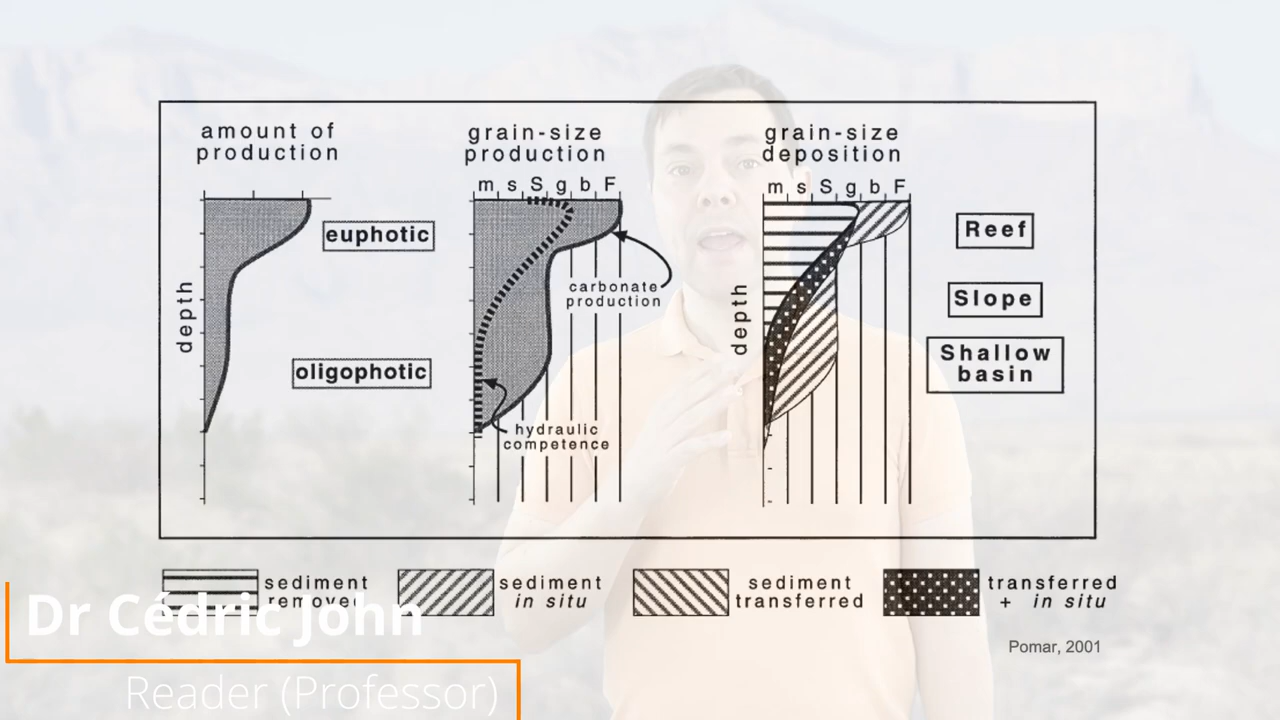 amount of
production
depth
euphotic
oligophotic
grain-size
production
m s S g b F
carbonate
production
hydraulic
competence
grain-size
deposition
m s S g b F
depth
Reef
Slope
Shallow
basin
sediment
removed
sediment
in situ
sediment
transferred
transferred
+ in situ
Pomar, 2001
Dr Cédric John
Reader (Professor)